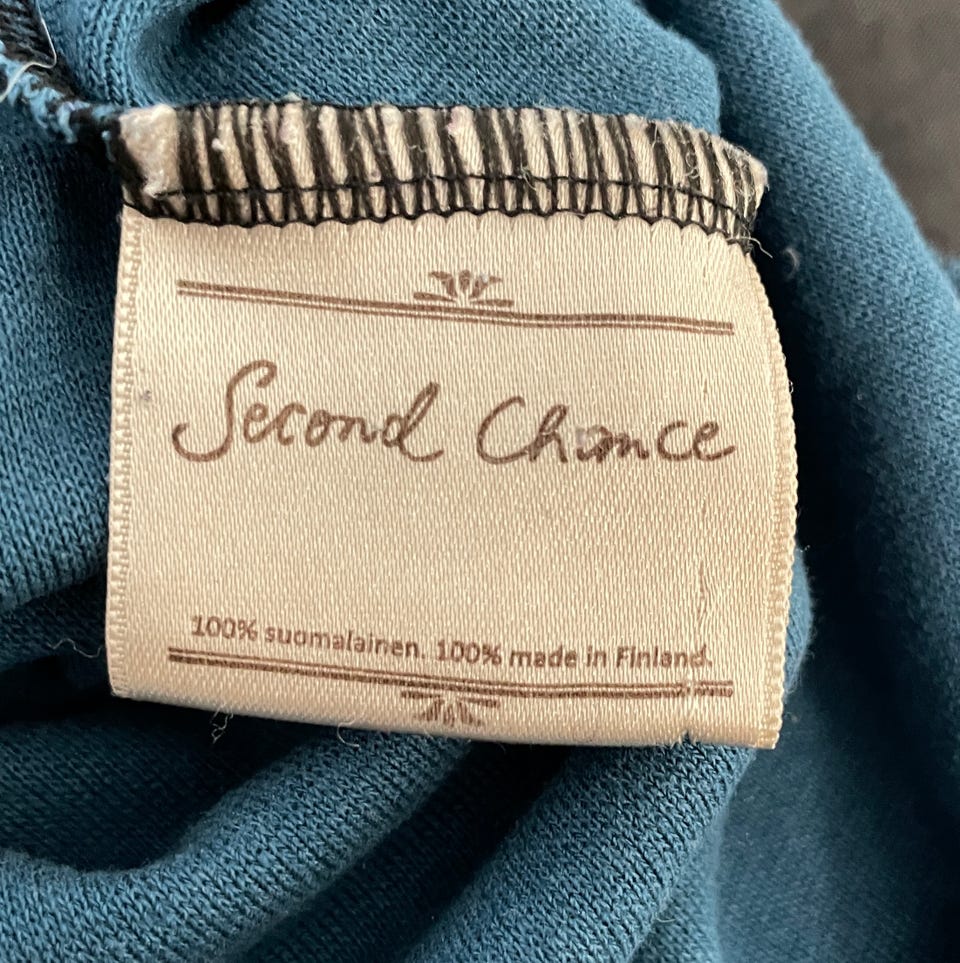 Second Chance
100% suomalainen. 100% made in Finland.